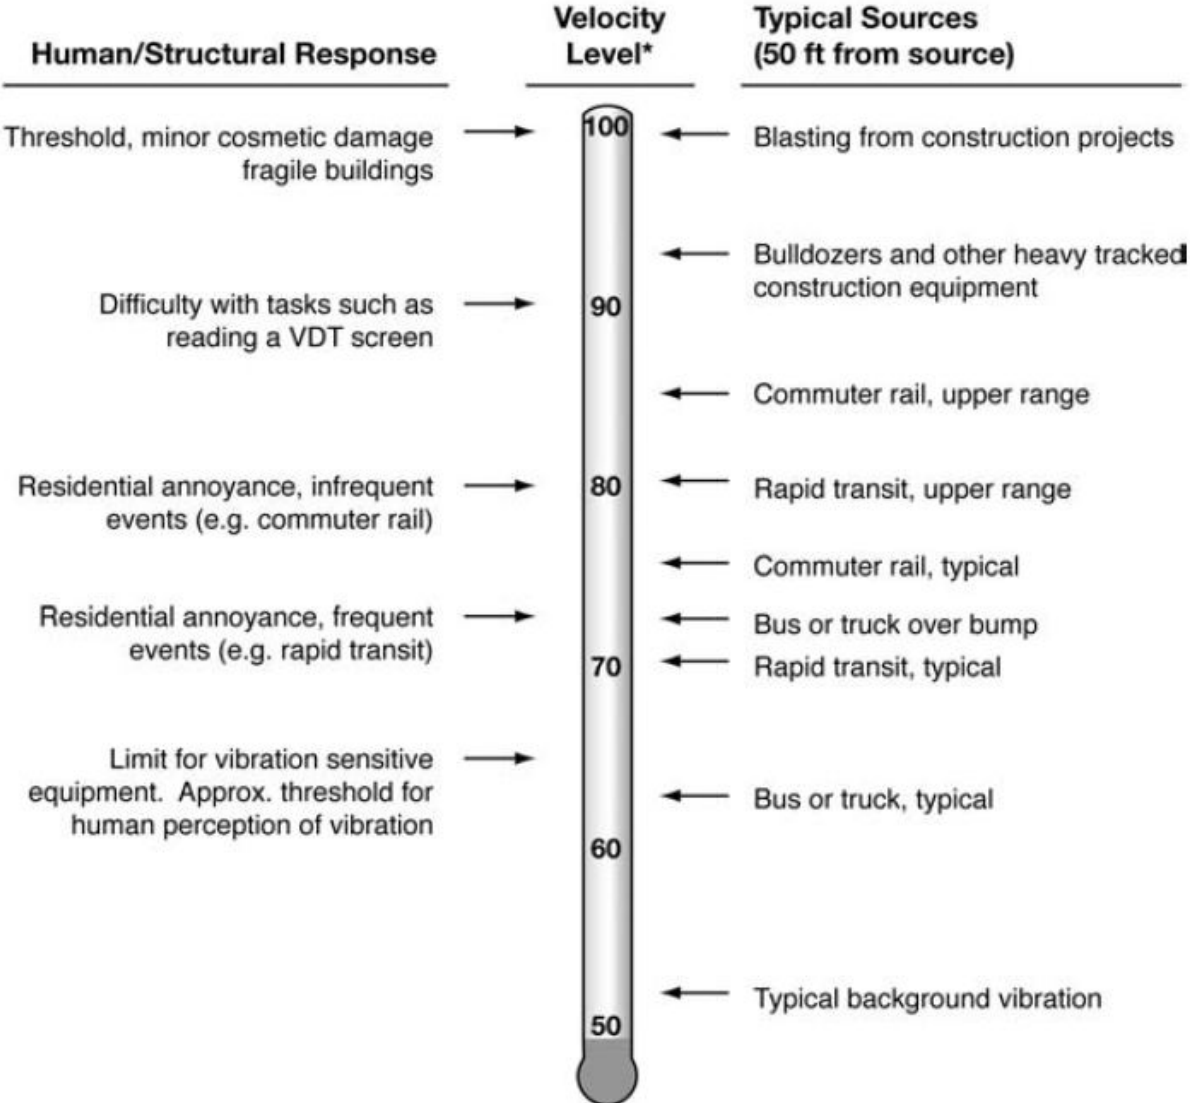 Human/Structural Response
Velocity
Level*
Typical Sources
(50 ft from source)
Threshold, minor cosmetic damage
fragile buildings
100
Blasting from construction projects
Bulldozers and other heavy tracked
construction equipment
Difficulty with tasks such as
reading a VDT screen
90
Commuter rail, upper range
Residential annoyance, infrequent
events (e.g. commuter rail)
80
Rapid transit, upper range
Commuter rail, typical
Residential annoyance, frequent
events (e.g. rapid transit)
Bus or truck over bump
70
Rapid transit, typical
Limit for vibration sensitive
equipment. Approx. threshold for
human perception of vibration
Bus or truck, typical
60
Typical background vibration
50